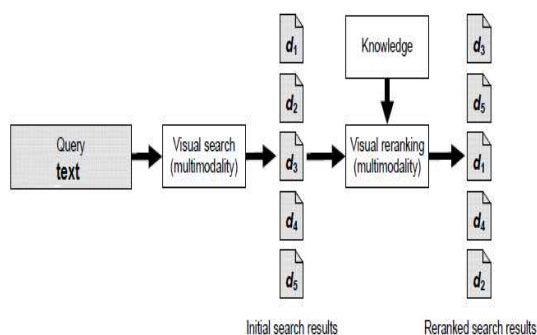 Query
text
Visual search
(multimodality)
d1
d2
d3
d4
d5
Initial search results
Knowledge
Visual reranking
(multimodality)
d3
d5
d1
d4
d2
Reranked search results